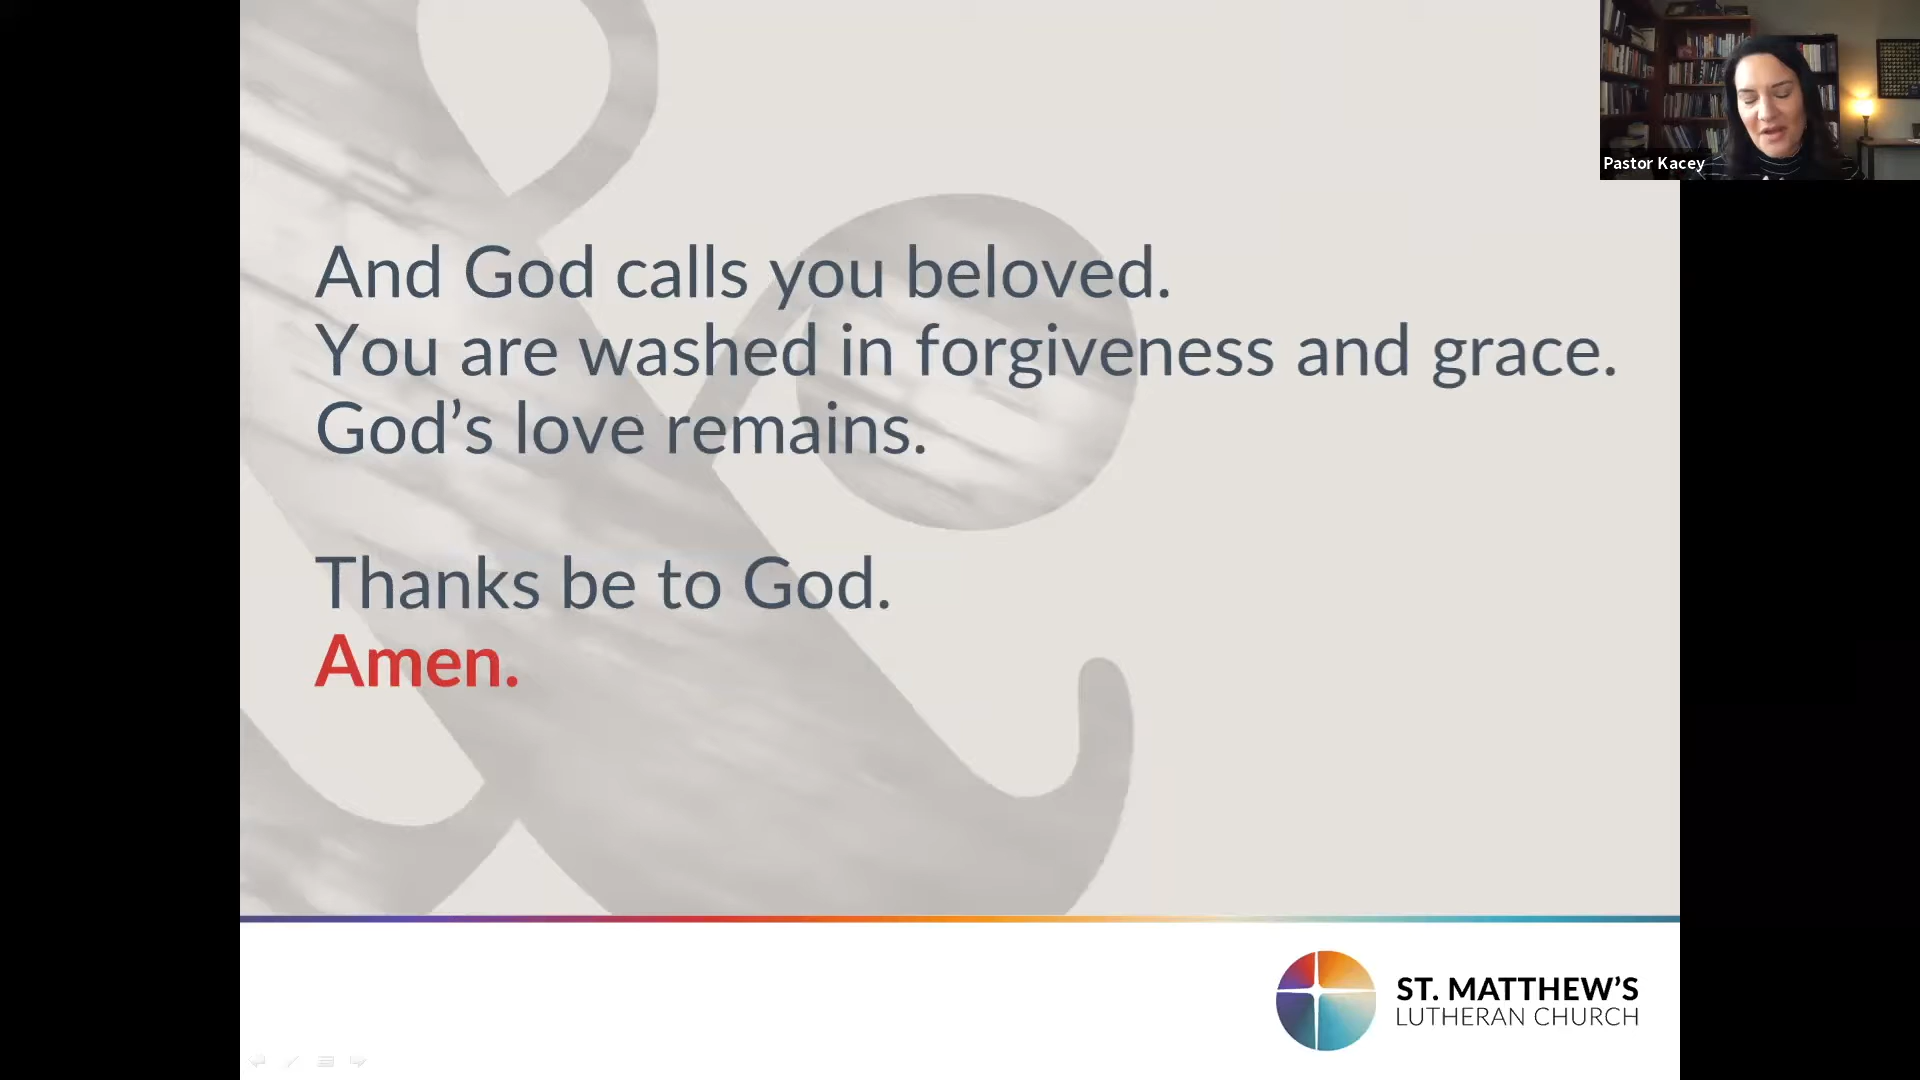 Pastor Kacey
And God calls you beloved.
You are washed in forgiveness and grace.
God’s love remains.
Thanks be to God.
Amen.
ST. MATTHEW’S
LUTHERAN CHURCH